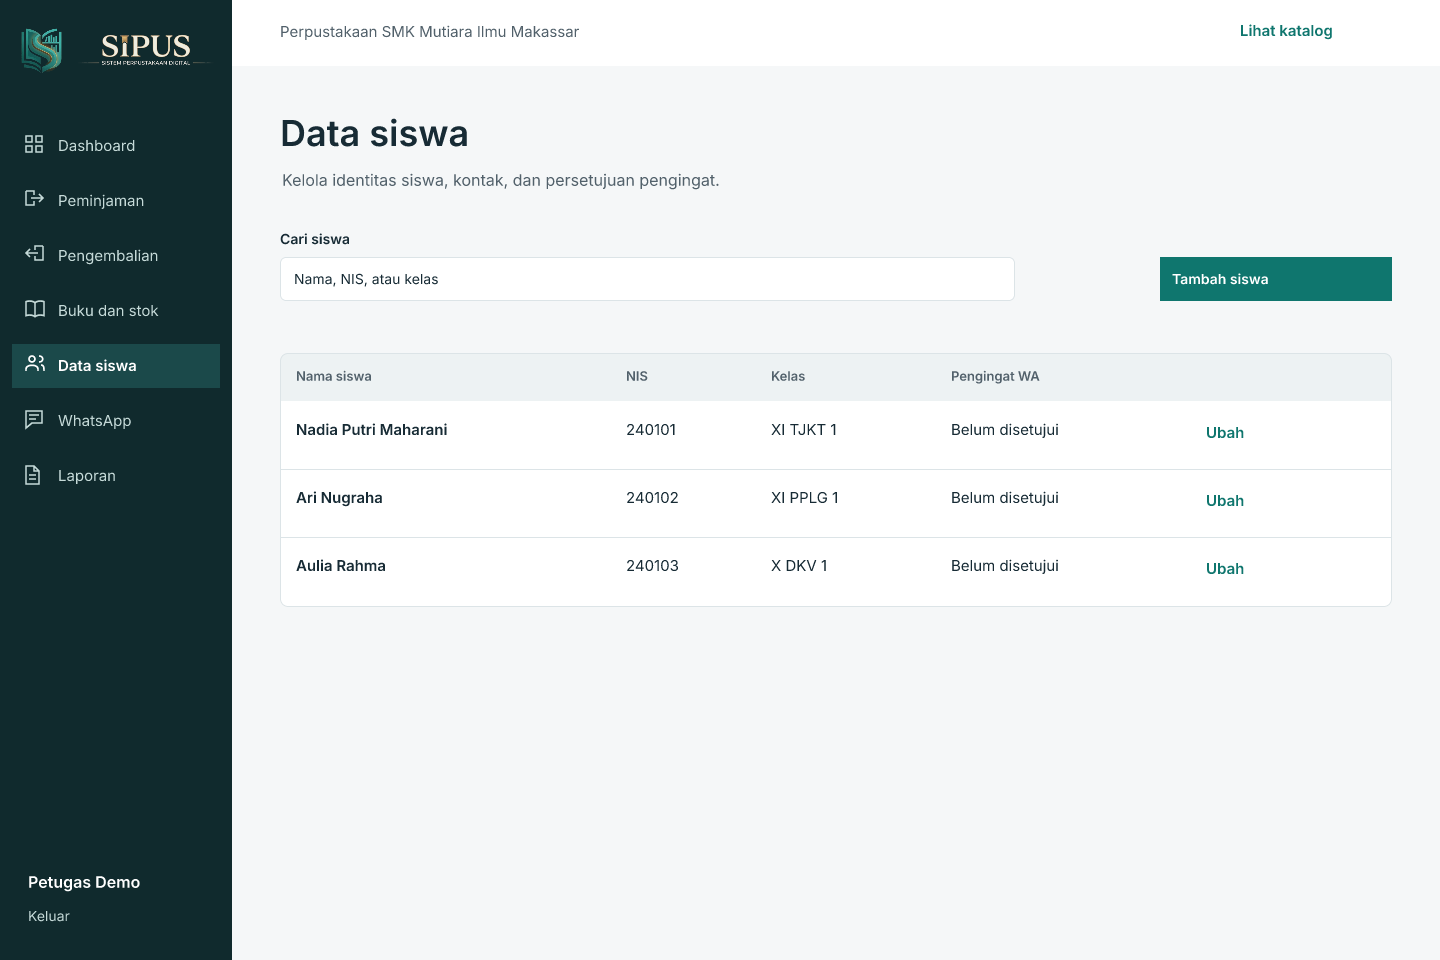 SIPUS
SISTEM PERPUSTAKAAN DIGITAL
Dashboard
Peminjaman
Pengembalian
Buku dan stok
Data siswa
WhatsApp
Laporan
Petugas Demo
Keluar
Perpustakaan SMK Mutiara Ilmu Makassar
Lihat katalog
Data siswa
Kelola identitas siswa, kontak, dan persetujuan pengingat.
Cari siswa
Nama, NIS, atau kelas
Tambah siswa
Nama siswa NIS Kelas Pengingat WA
Nadia Putri Maharani 240101 XI TJKT 1 Belum disetujui Ubah
Ari Nugraha 240102 XI PPLG 1 Belum disetujui Ubah
Aulia Rahma 240103 X DKV 1 Belum disetujui Ubah